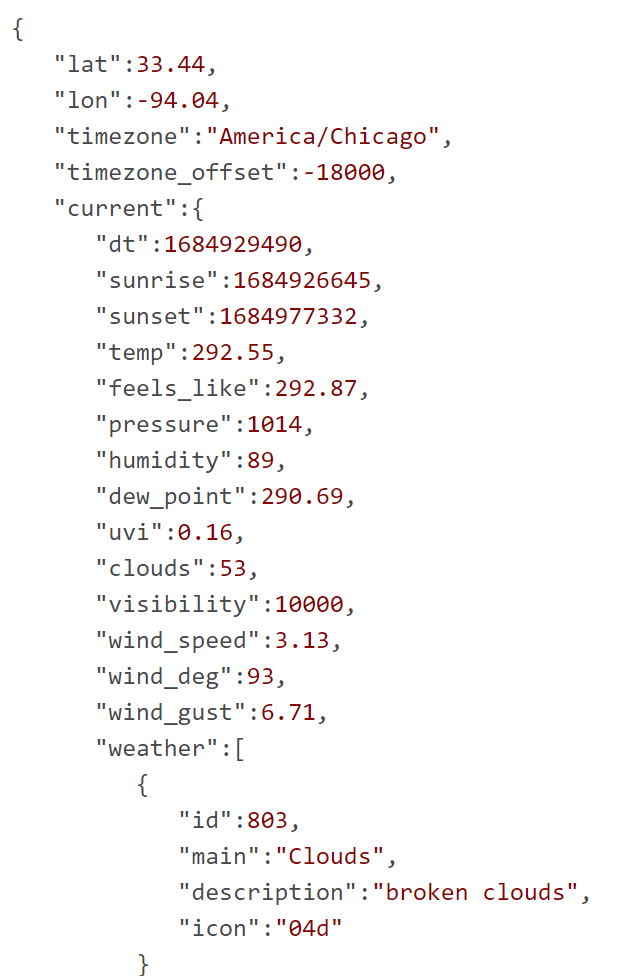 {
   "lat":33.44,
   "lon":-94.04,
   "timezone":"America/Chicago",
   "timezone_offset":-18000,
   "current":{
      "dt":1684929490,
      "sunrise":1684926645,
      "sunset":1684977332,
      "temp":292.55,
      "feels_like":292.87,
      "pressure":1014,
      "humidity":89,
      "dew_point":290.69,
      "uvi":0.16,
      "clouds":53,
      "visibility":10000,
      "wind_speed":3.13,
      "wind_deg":93,
      "wind_gust":6.71,
      "weather":[
         {
            "id":803,
            "main":"Clouds",
            "description":"broken clouds",
            "icon":"04d"
         }